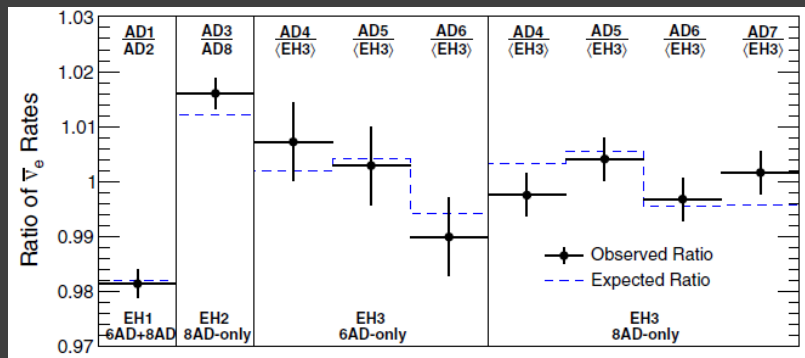 1.03
1.02
1.01
1
0.99
0.98
0.97
Ratio of ν̄e Rates
AD1
AD2
AD3
AD8
AD4
⟨EH3⟩
AD5
⟨EH3⟩
AD6
⟨EH3⟩
AD4
⟨EH3⟩
AD5
⟨EH3⟩
AD6
⟨EH3⟩
AD7
⟨EH3⟩
Observed Ratio
Expected Ratio
EH1
6AD+8AD
EH2
8AD-only
EH3
6AD-only
EH3
8AD-only